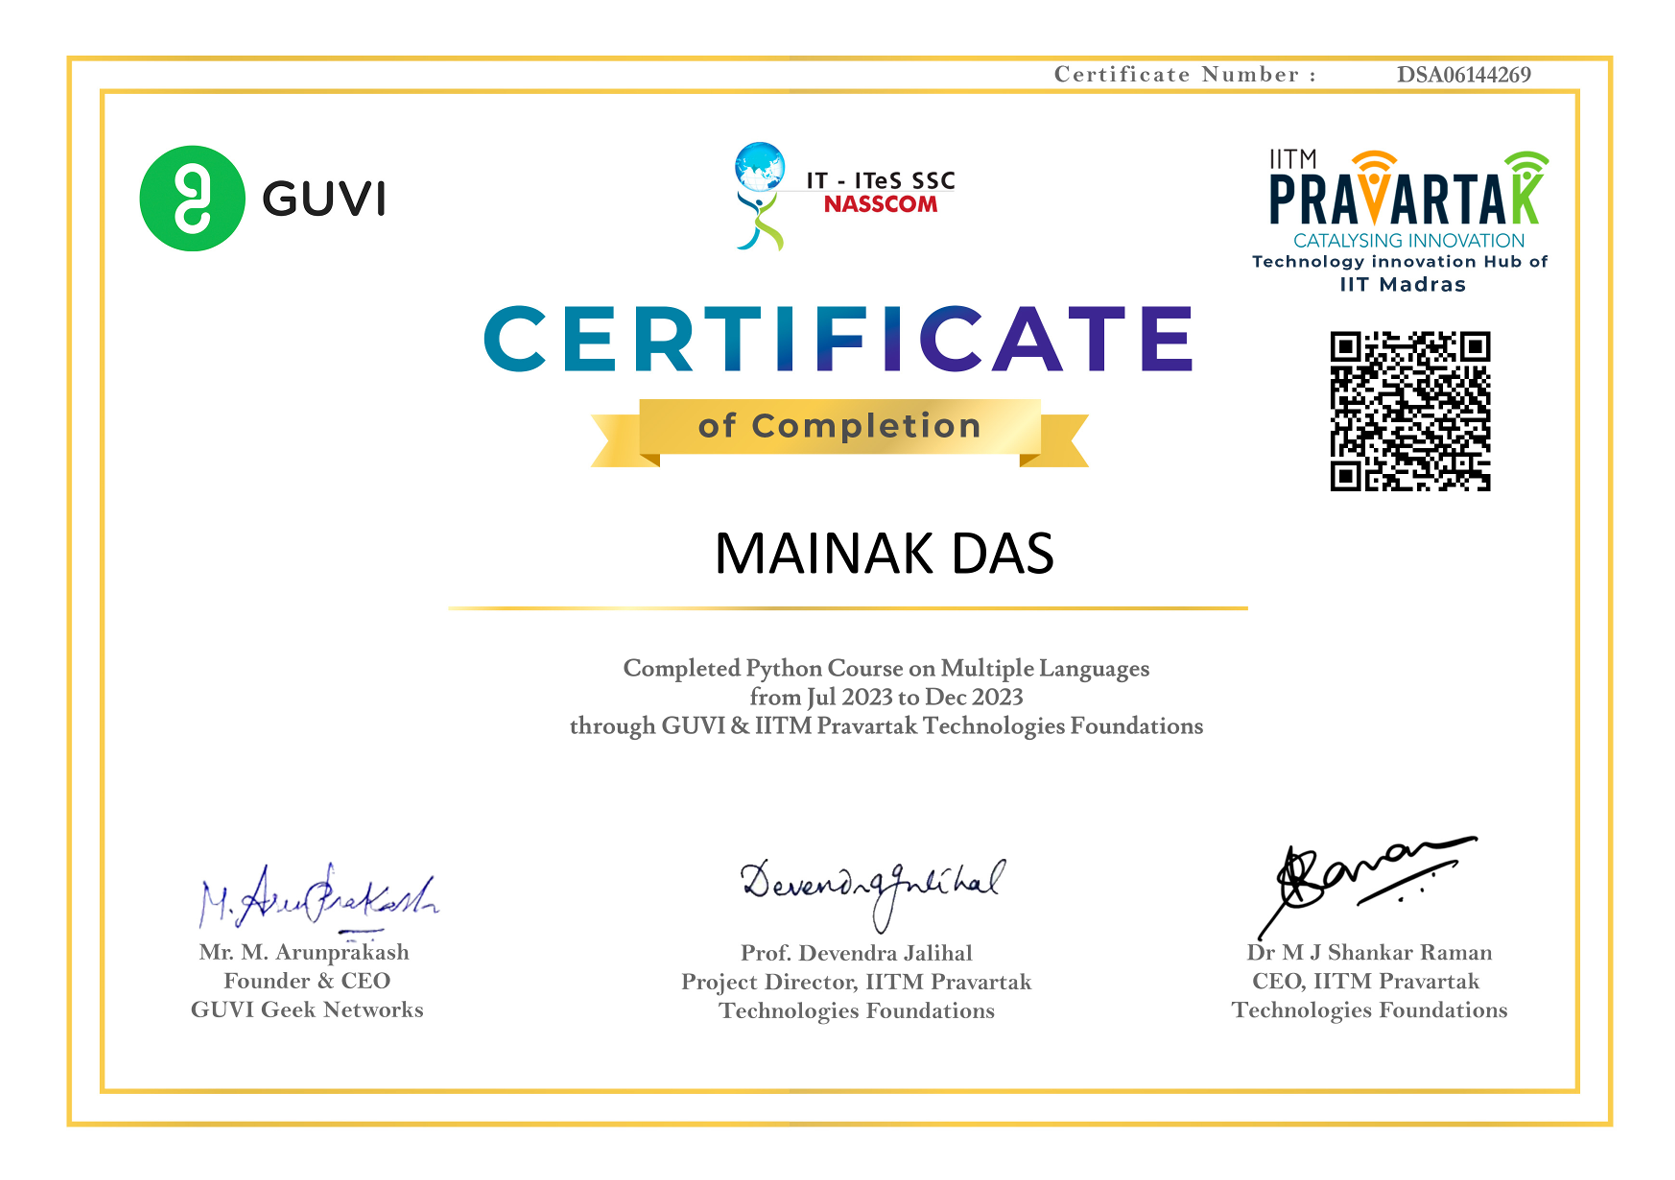 Certificate Number : DSA06144269
GUVI
IT - ITeS SSC
NASSCOM
IITM
PRAVARTAK
CATALYSING INNOVATION
Technology innovation Hub of
IIT Madras
CERTIFICATE
of Completion
MAINAK DAS
Completed Python Course on Multiple Languages
from Jul 2023 to Dec 2023
through GUVI & IITM Pravartak Technologies Foundations
M. Arunprakash
Mr. M. Arunprakash
Founder & CEO
GUVI Geek Networks
Devendra Jalihal
Prof. Devendra Jalihal
Project Director, IITM Pravartak
Technologies Foundations
Raman
Dr M J Shankar Raman
CEO, IITM Pravartak
Technologies Foundations